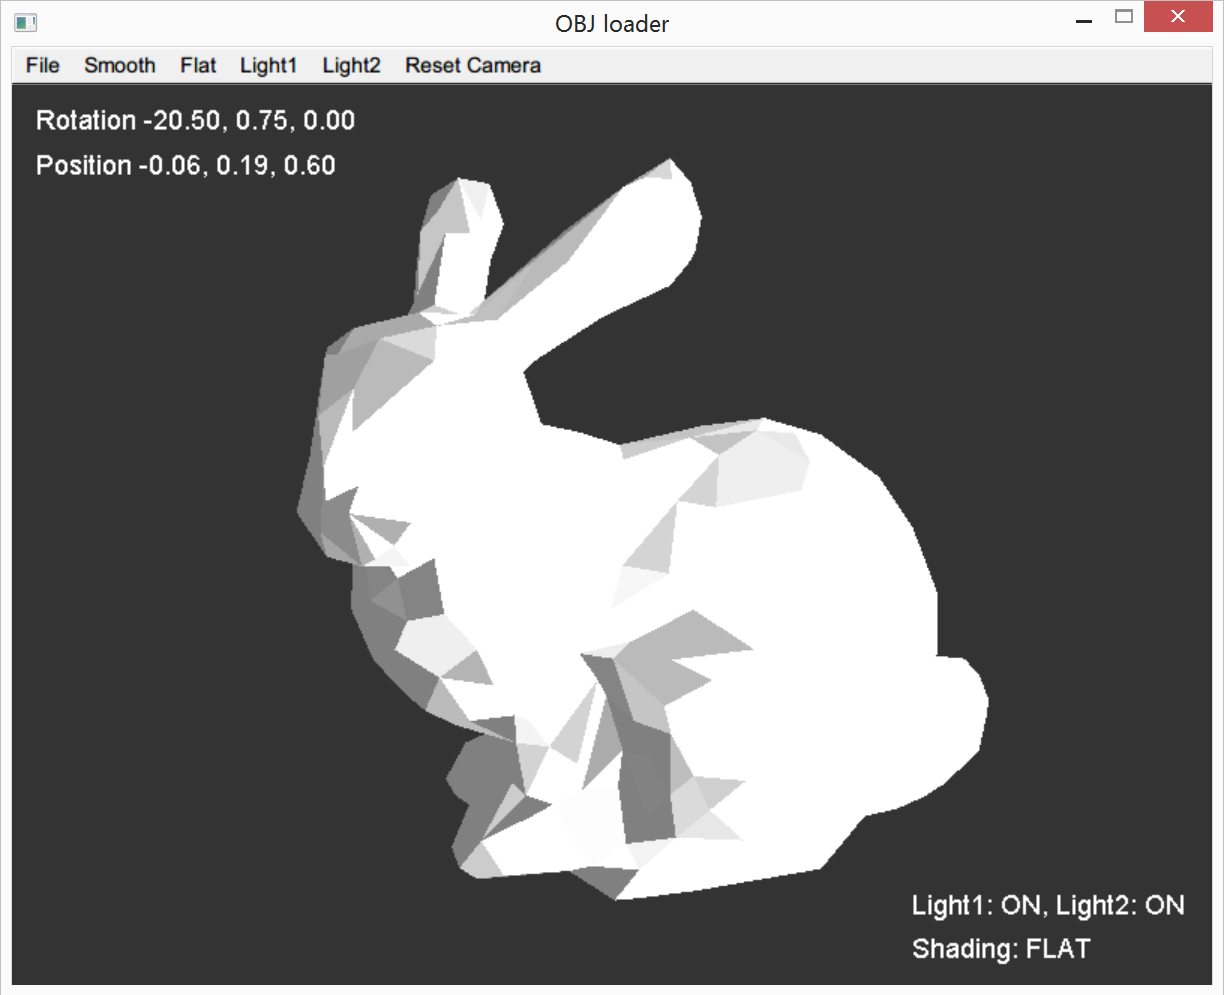 OBJ loader
File Smooth Flat Light1 Light2 Reset Camera
Rotation -20.50, 0.75, 0.00
Position -0.06, 0.19, 0.60
Light1: ON, Light2: ON
Shading: FLAT